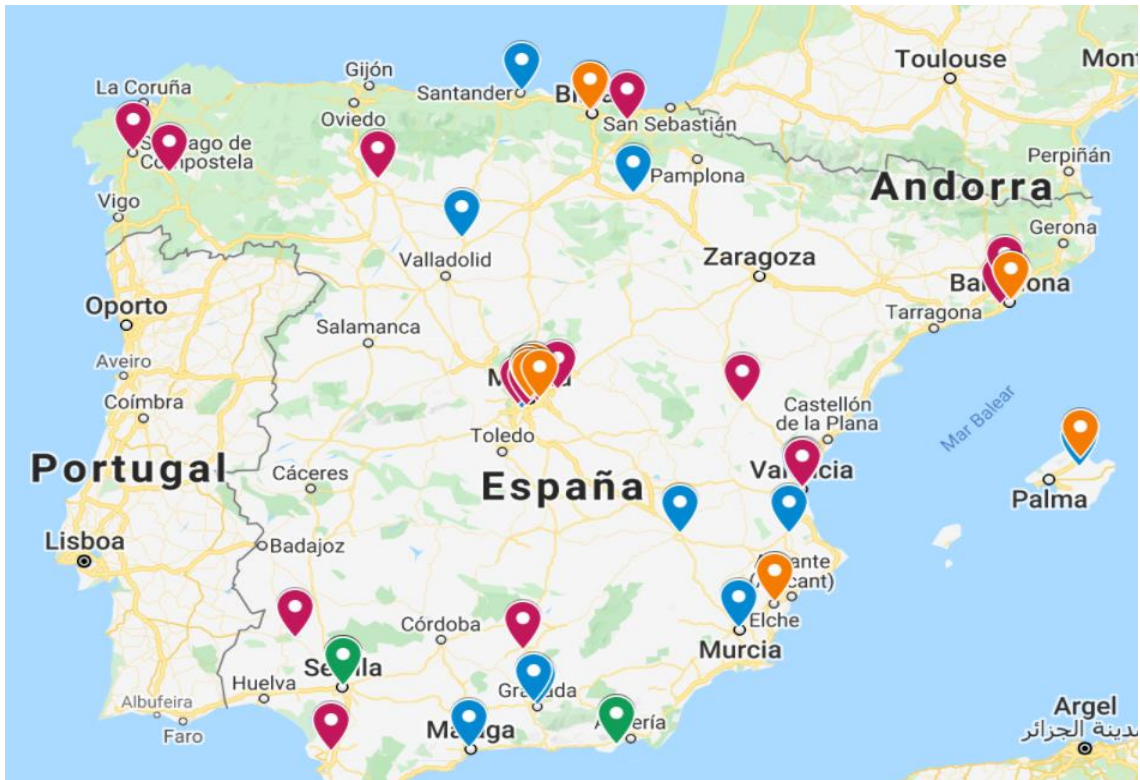 Toulouse
Mont
Gijón
La Coruña
Santander
San Sebastián
Oviedo
Perpiñán
Compostela
Pamplona
Andorra
Vigo
Gerona
Valladolid
Zaragoza
Oporto
Tarragona
Salamanca
Aveiro
Coímbra
Castellón
de la Plana
Mar Balear
Toledo
Portugal
Cáceres
España
Palma
Lisboa
Badajoz
Elche
Córdoba
Murcia
Huelva
Albufeira
Faro
Argel
مدينة الجزائر